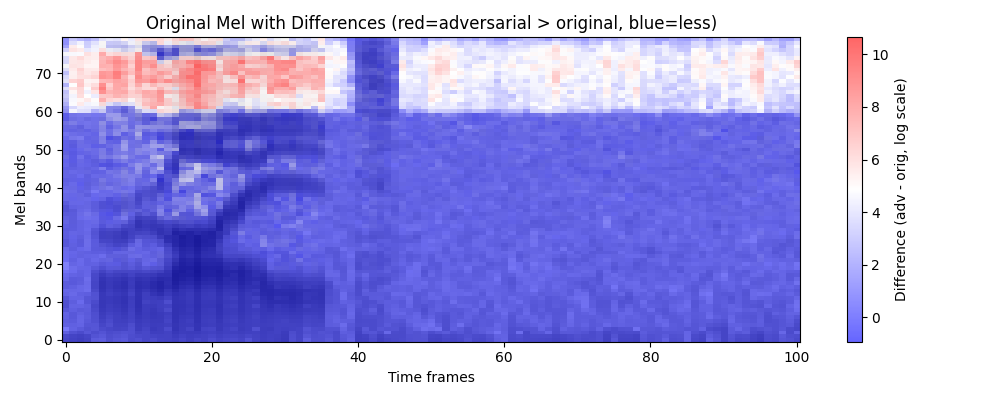 Original Mel with Differences (red=adversarial > original, blue=less)
Mel bands
70
60
50
40
30
20
10
0
0 20 40 60 80 100
Time frames
10
8
6
4
2
0
Difference (adv - orig, log scale)